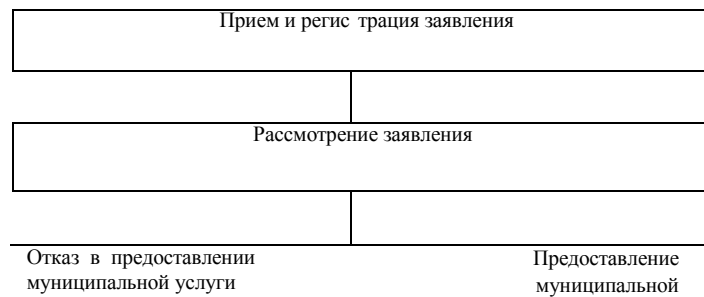 Прием и регис трация заявления
Рассмотрение заявления
Отказ в предоставлении
муниципальной услуги
Предоставление
муниципальной